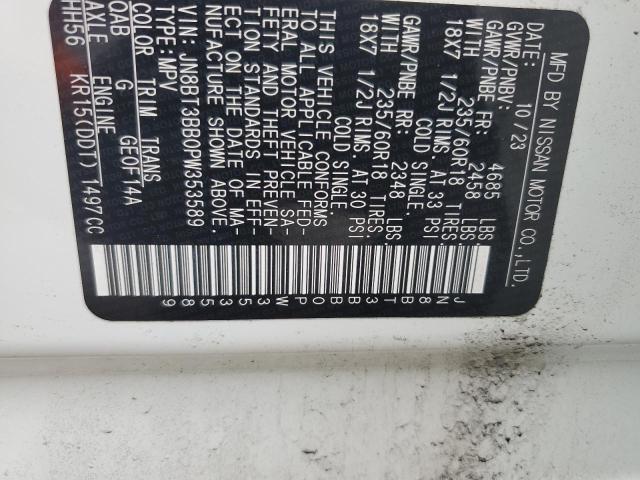 MFD BY NISSAN MOTOR CO.,LTD.
DATE: 10/23
GVWR/PNBV: 4685 LBS
GAWR/PNBE FR: 2458 LBS
235/60R18 TIRES.
18X7 1/2J RIMS. AT 33 PSI
COLD SINGLE.
GAWR/PNBE RR: 2348 LBS
235/60R18 TIRES.
18X7 1/2J RIMS. AT 30 PSI
COLD SINGLE.
THIS VEHICLE CONFORMS
TO ALL APPLICABLE FED-
ERAL MOTOR VEHICLE SA-
FETY AND THEFT PREVEN-
TION STANDARDS IN EFF-
ECT ON THE DATE OF MA-
NUFACTURE SHOWN ABOVE.
: JN8BT3BB0PW353589
TYPE: MPV
COLOR TRIM TRANS
QAB G GE0F14A
AXLE ENGINE
HH56 KR15(DDT) 1497CC
JN8BT3BB0PW353589